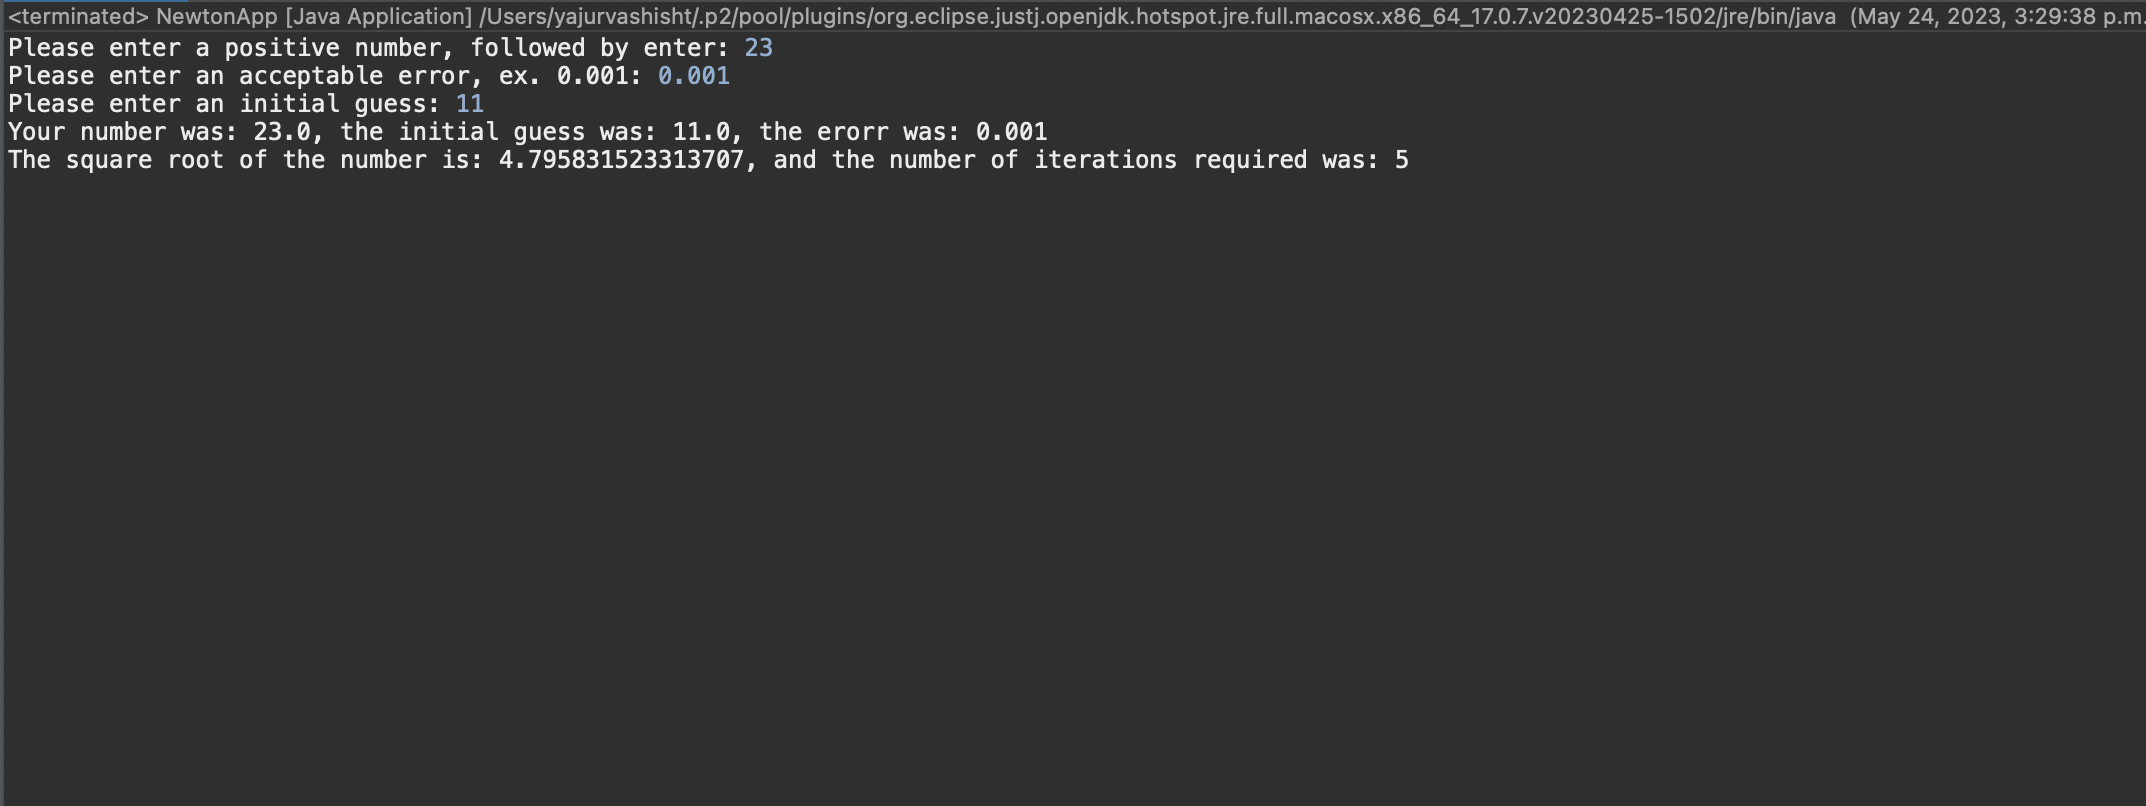 <terminated> NewtonApp [Java Application] /Users/yajurvashisht/.p2/pool/plugins/org.eclipse.justj.openjdk.hotspot.jre.full.macosx.x86_64_17.0.7.v20230425-1502/jre/bin/java (May 24, 2023, 3:29:38 p.m.
Please enter a positive number, followed by enter: 23
Please enter an acceptable error, ex. 0.001: 0.001
Please enter an initial guess: 11
Your number was: 23.0, the initial guess was: 11.0, the erorr was: 0.001
The square root of the number is: 4.795831523313707, and the number of iterations required was: 5